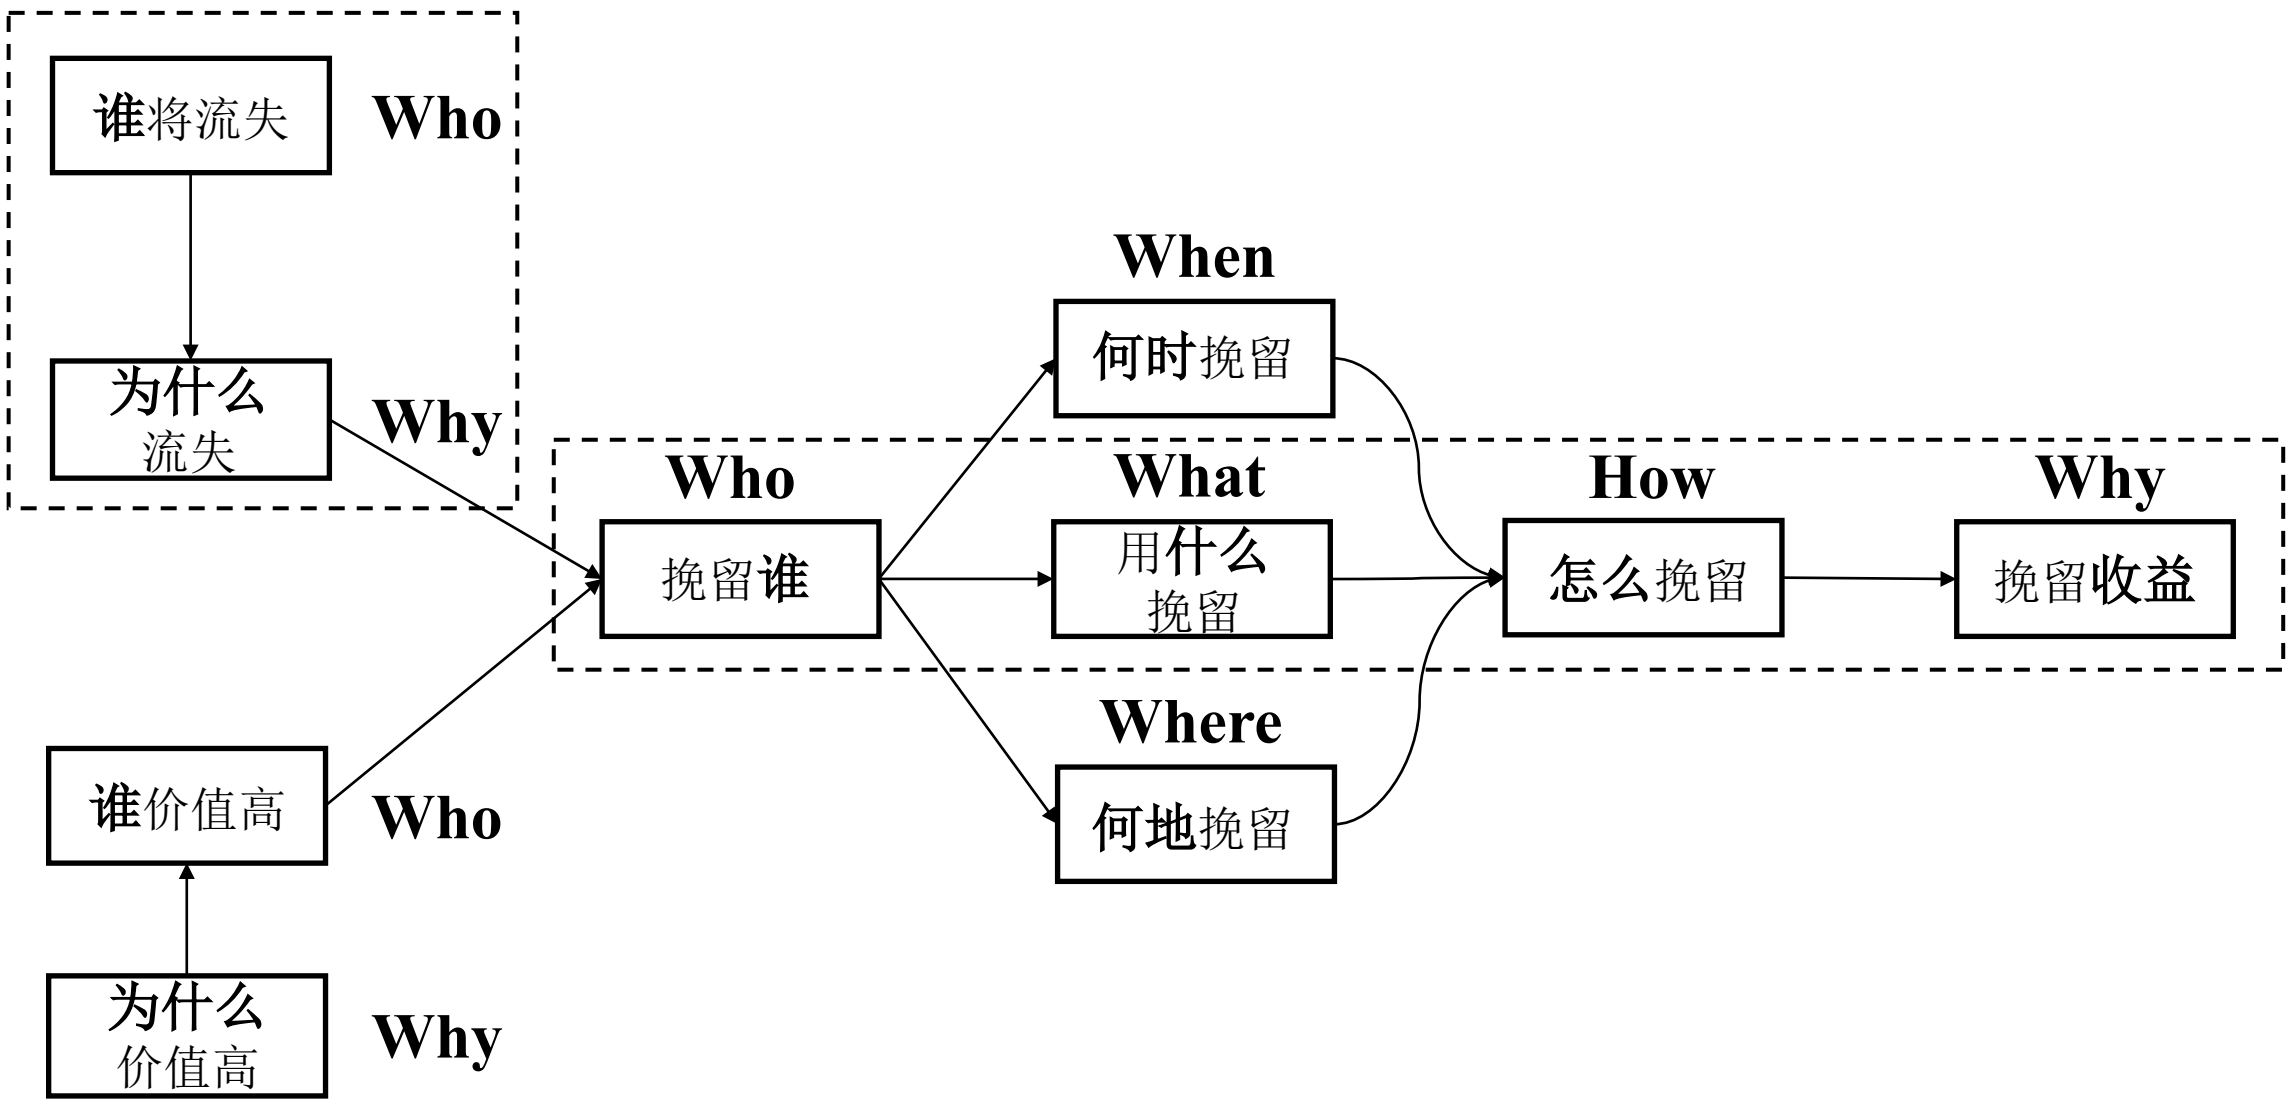 谁将流失
Who
为什么
流失
Why
谁价值高
Who
为什么
价值高
Why
Who
挽留谁
When
何时挽留
What
用什么
挽留
Where
何地挽留
How
怎么挽留
Why
挽留收益